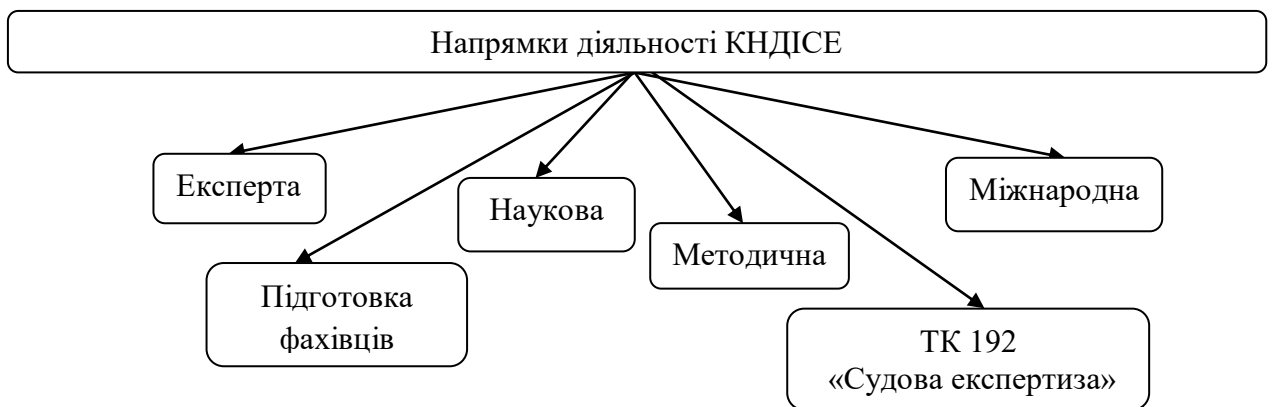 Напрямки діяльності КНДІСЕ
Експерта
Наукова
Міжнародна
Методична
Підготовка
фахівців
ТК 192
«Судова експертиза»